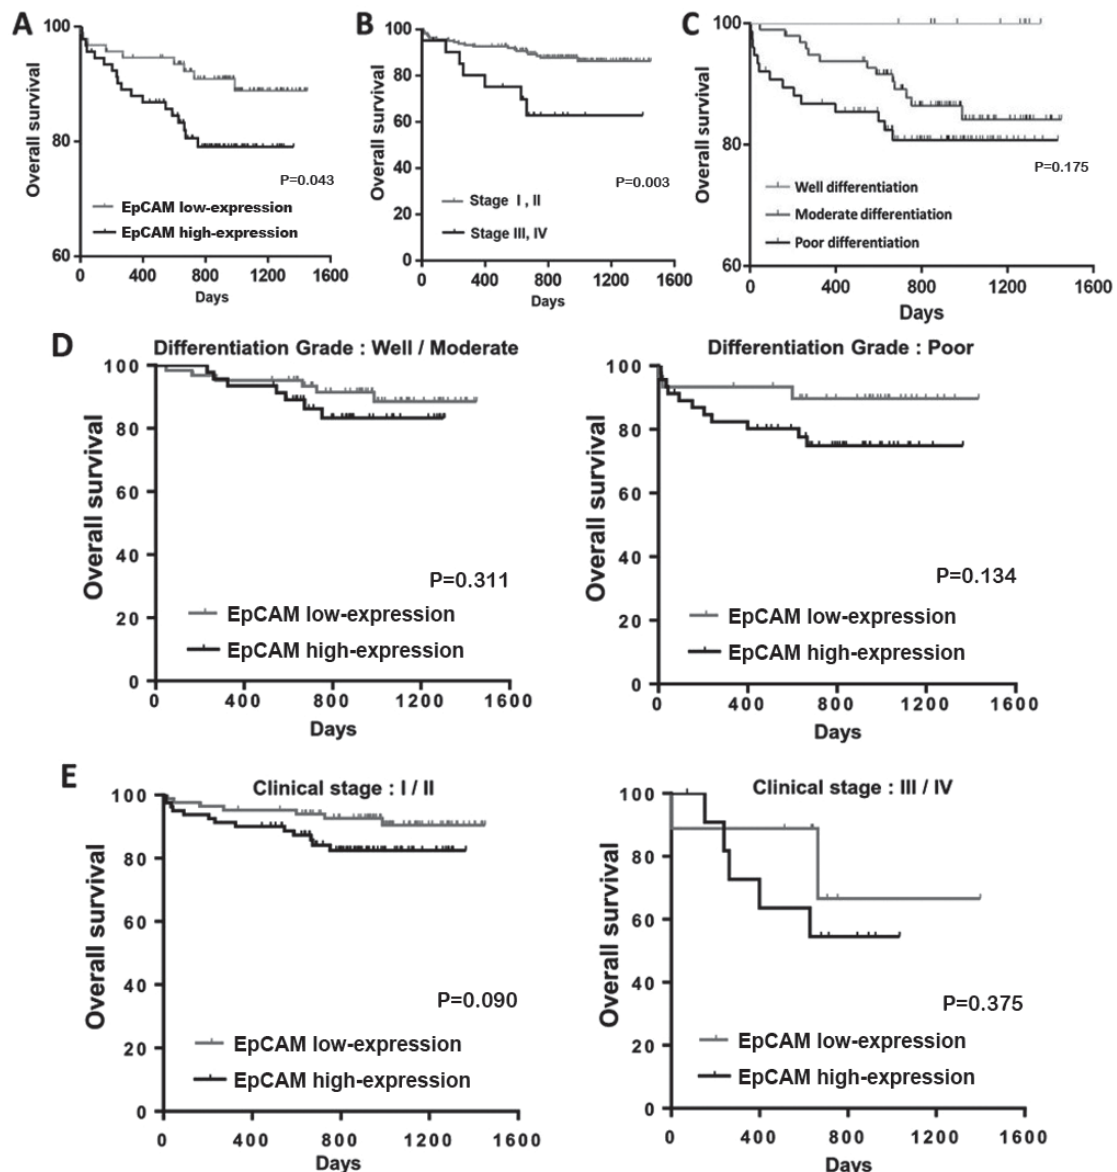 A
Overall survival
100
80
60
0 400 800 1200 1600
Days
P=0.043
EpCAM low-expression
EpCAM high-expression
B
Overall survival
100
80
60
40
20
0
0 400 800 1200 1600
Days
P=0.003
Stage I , II
Stage III, IV
C
Overall survival
100
80
60
0 400 800 1200 1600
Days
P=0.175
Well differentiation
Moderate differentiation
Poor differentiation
D
Differentiation Grade : Well / Moderate
Overall survival
100
80
60
40
20
0
0 400 800 1200 1600
Days
P=0.311
EpCAM low-expression
EpCAM high-expression
Differentiation Grade : Poor
Overall survival
100
80
60
40
20
0
0 400 800 1200 1600
Days
P=0.134
EpCAM low-expression
EpCAM high-expression
E
Clinical stage : I / II
Overall survival
100
80
60
40
20
0
0 400 800 1200 1600
Days
P=0.090
EpCAM low-expression
EpCAM high-expression
Clinical stage : III / IV
Overall survival
100
80
60
40
20
0
0 400 800 1200 1600
Days
P=0.375
EpCAM low-expression
EpCAM high-expression